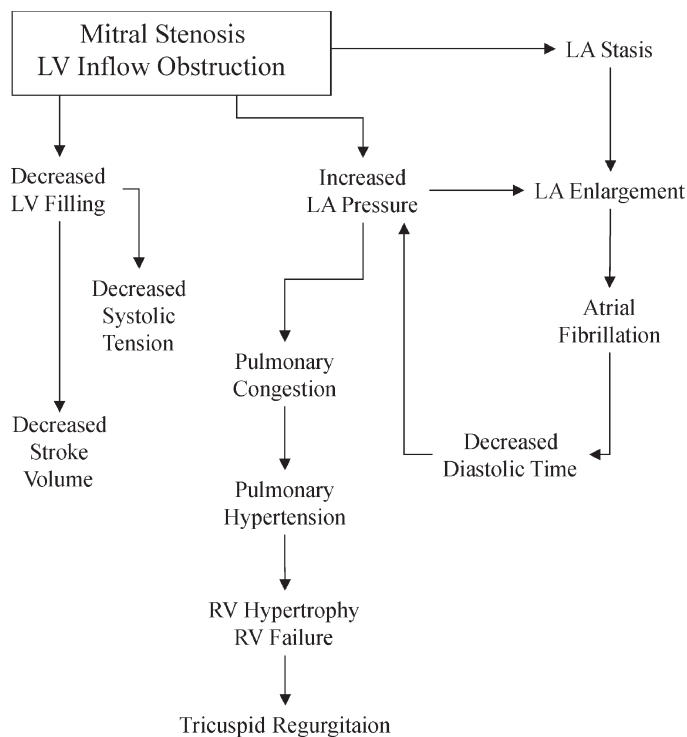 Mitral Stenosis
LV Inflow Obstruction
LA Stasis
Decreased
LV Filling
Increased
LA Pressure
LA Enlargement
Decreased
Systolic
Tension
Atrial
Fibrillation
Pulmonary
Congestion
Decreased
Stroke
Volume
Decreased
Diastolic Time
Pulmonary
Hypertension
RV Hypertrophy
RV Failure
Tricuspid Regurgitaion